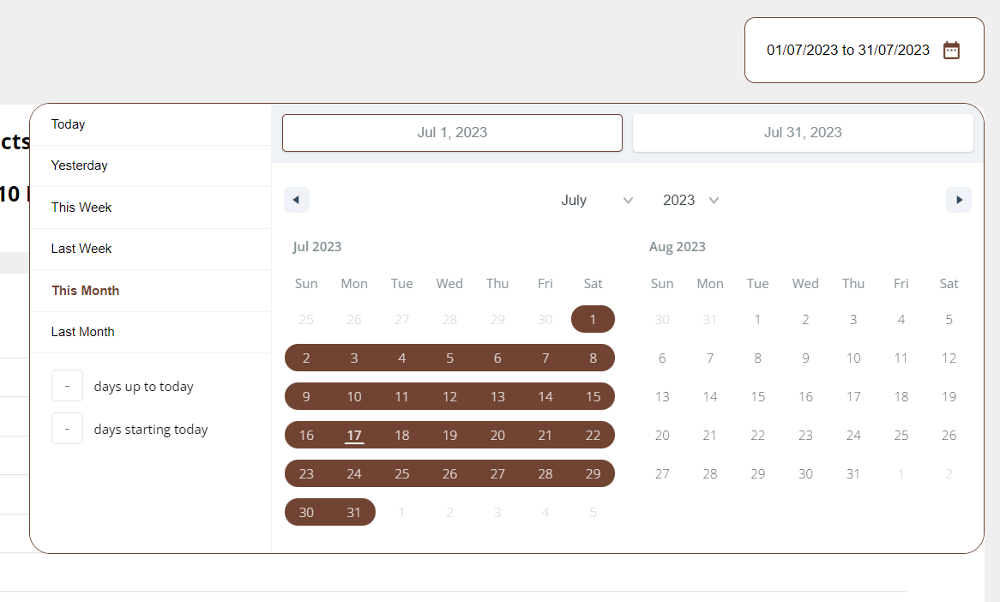 01/07/2023 to 31/07/2023
cts
10
Today
Yesterday
This Week
Last Week
This Month
Last Month
- days up to today
- days starting today
Jul 1, 2023 Jul 31, 2023
July 2023
Jul 2023
Sun Mon Tue Wed Thu Fri Sat
25 26 27 28 29 30 1
2 3 4 5 6 7 8
9 10 11 12 13 14 15
16 17 18 19 20 21 22
23 24 25 26 27 28 29
30 31 1 2 3 4 5
Aug 2023
Sun Mon Tue Wed Thu Fri Sat
30 31 1 2 3 4 5
6 7 8 9 10 11 12
13 14 15 16 17 18 19
20 21 22 23 24 25 26
27 28 29 30 31 1 2